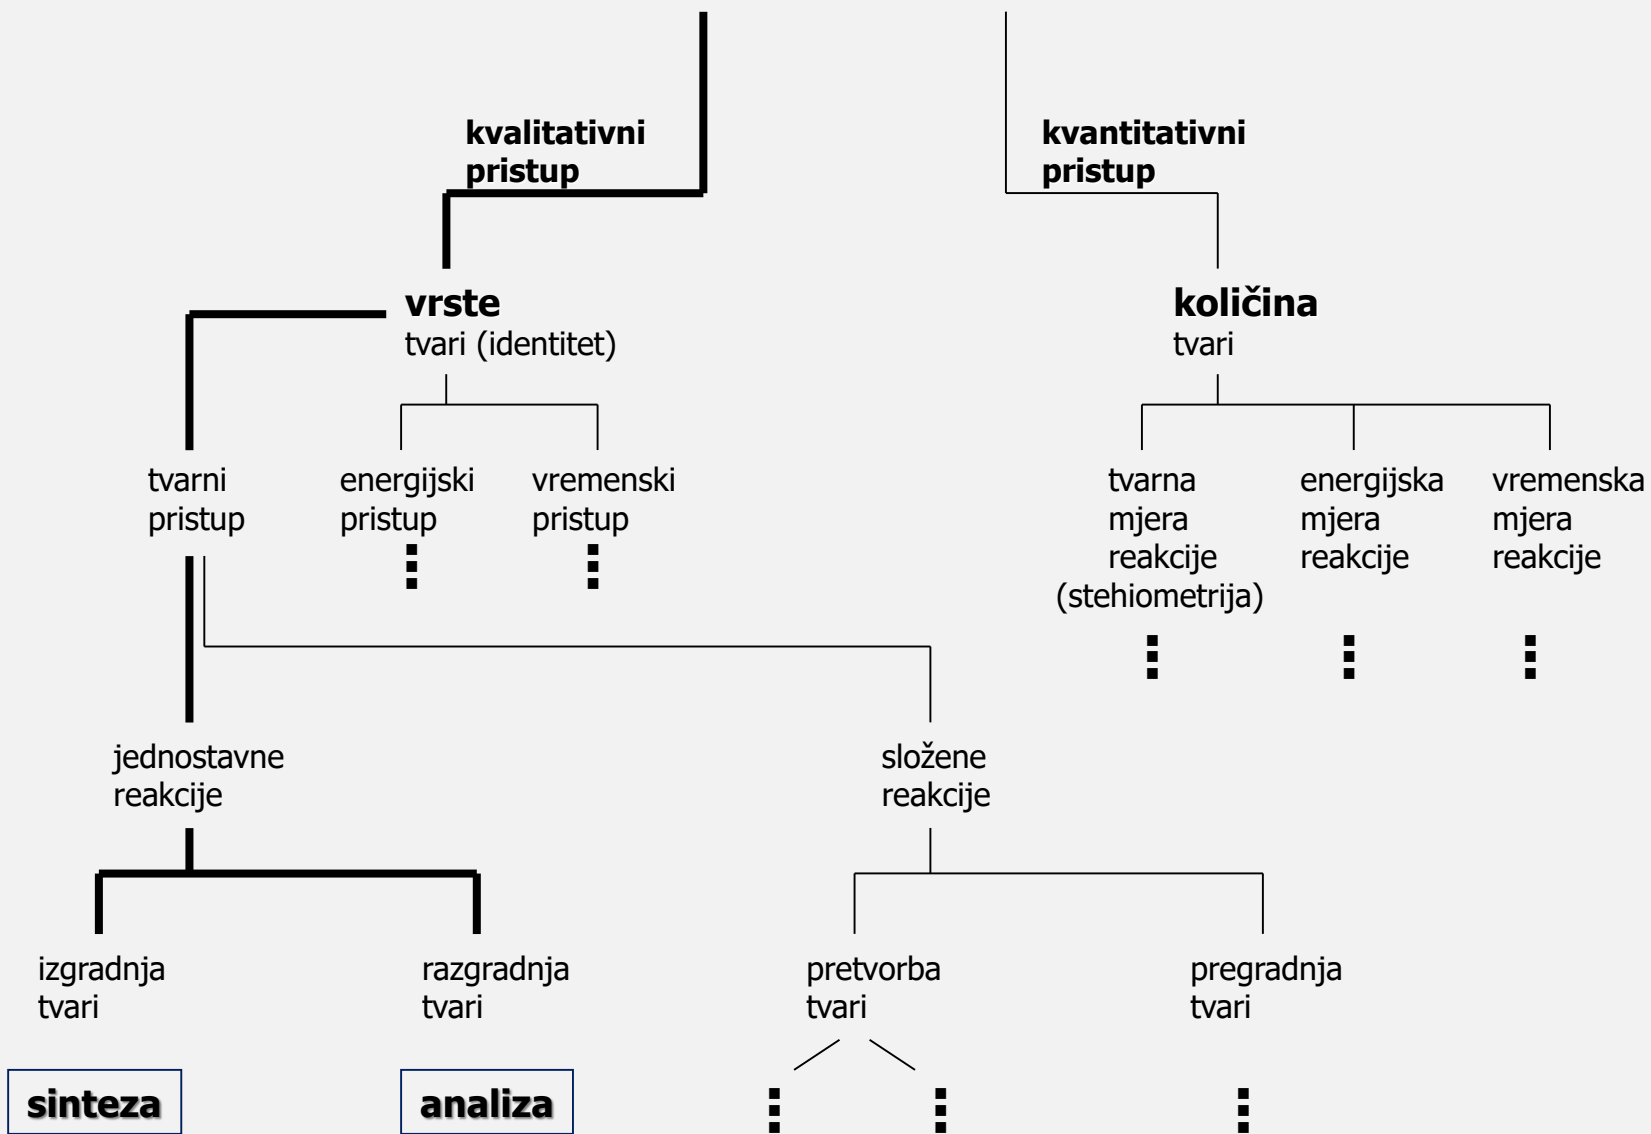 kvalitativni
pristup
kvantitativni
pristup
vrste
tvari (identitet)
količina
tvari
tvarni
pristup
energijski
pristup
vremenski
pristup
tvarna
mjera
reakcije
(stehiometrija)
energijska
mjera
reakcije
vremenska
mjera
reakcije
jednostavne
reakcije
složene
reakcije
izgradnja
tvari
razgradnja
tvari
pretvorba
tvari
pregradnja
tvari
sinteza
analiza